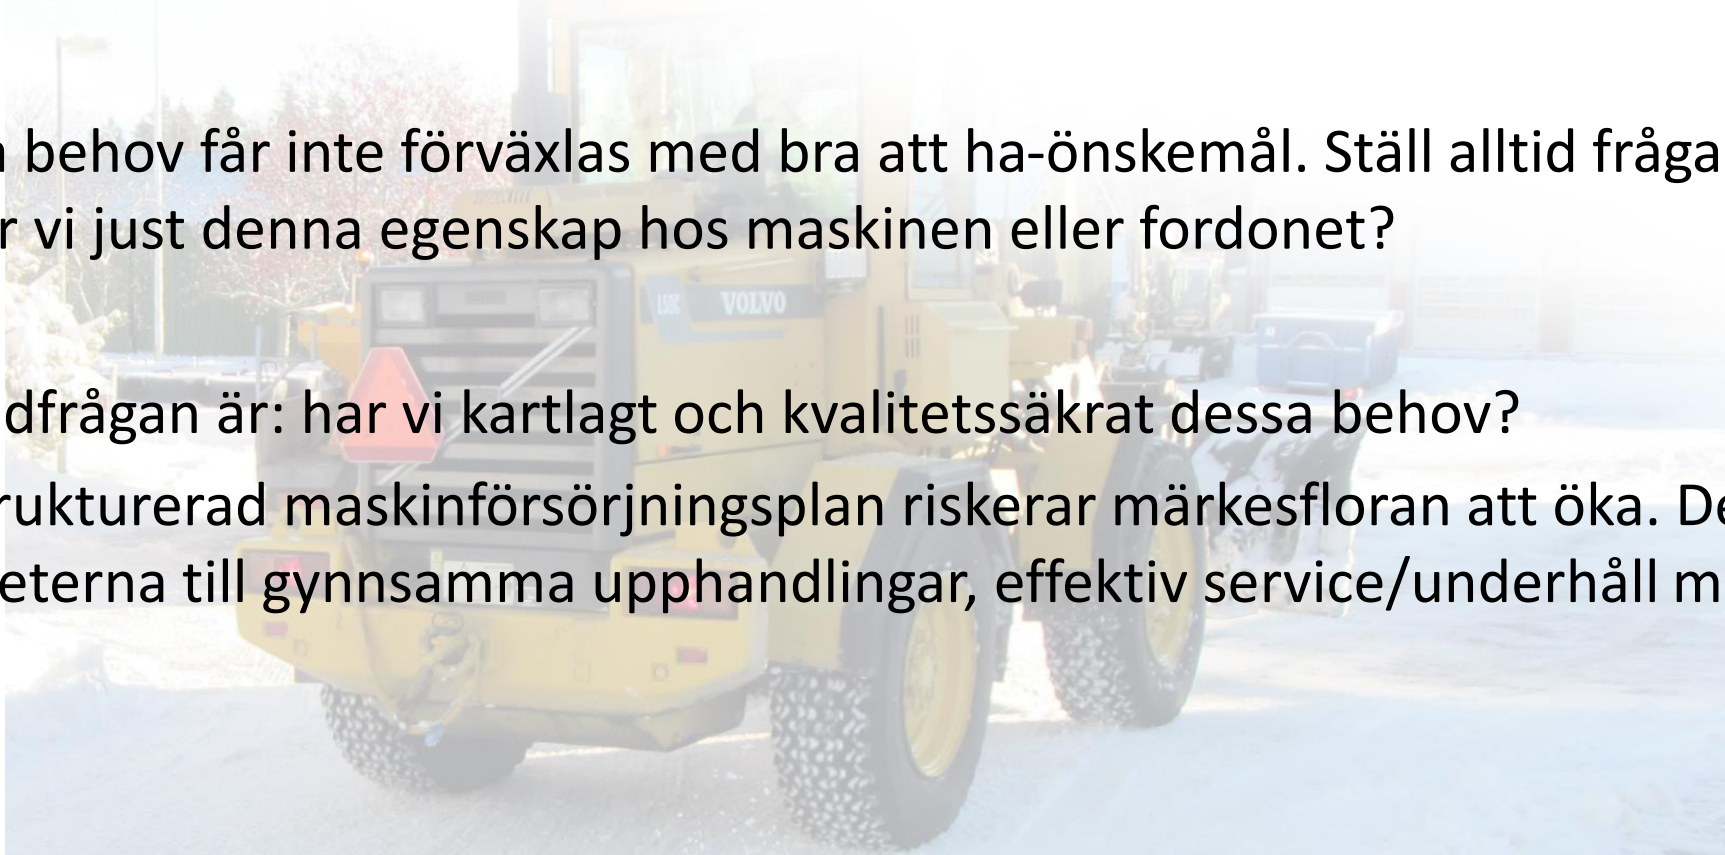 behov får inte förväxlas med bra att ha-önskemål. Ställ alltid fråga
r vi just denna egenskap hos maskinen eller fordonet?
L50C VOLVO
dfrågan är: har vi kartlagt och kvalitetssäkrat dessa behov?
rukturerad maskinförsörjningsplan riskerar märkesfloran att öka. De
eterna till gynnsamma upphandlingar, effektiv service/underhåll m